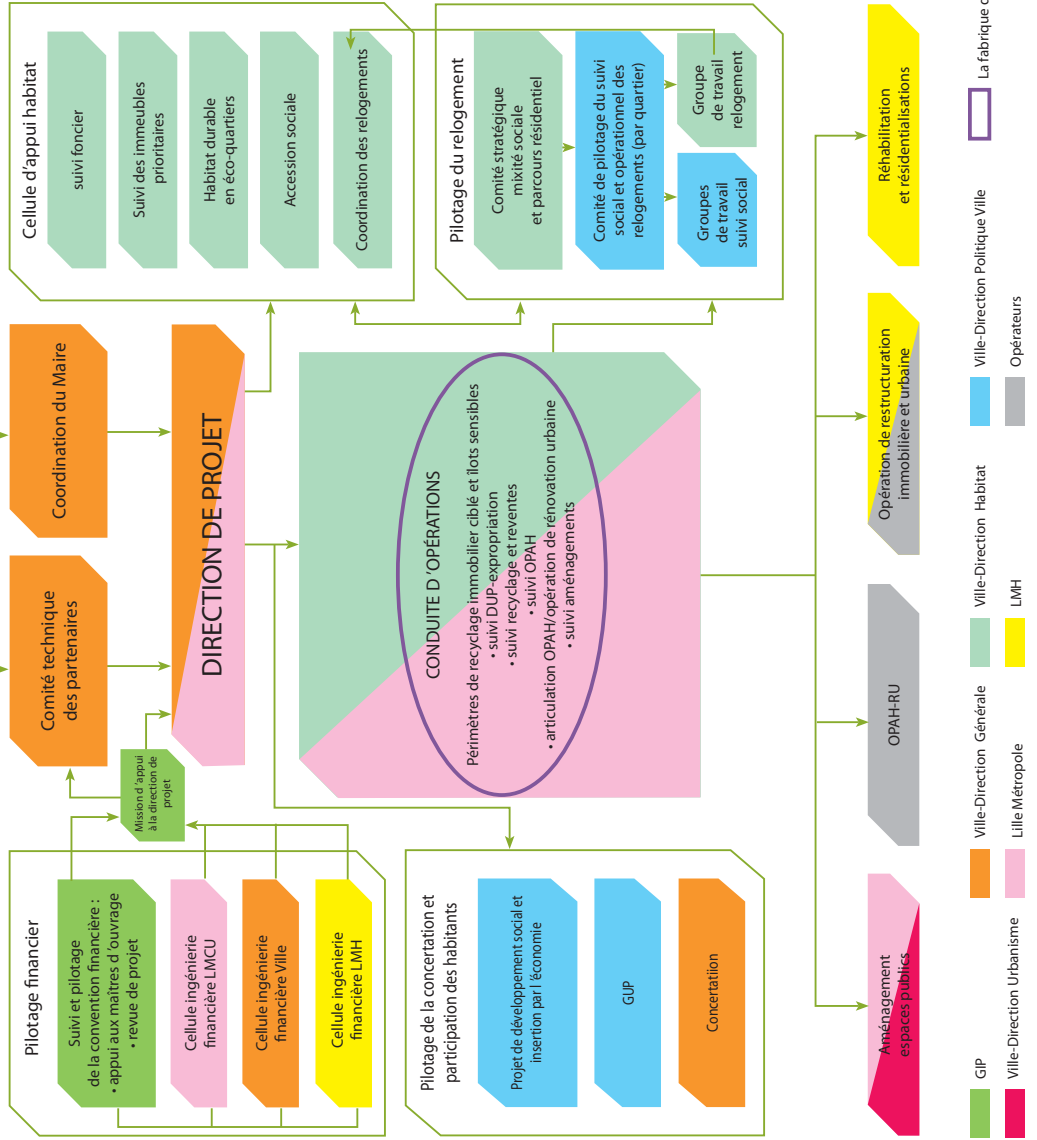 Cellule d'appui habitat
suivi foncier
Suivi des immeubles
prioritaires
Habitat durable
en éco-quartiers
Accession sociale
Coordination des relogements
Pilotage du relogement
Comité stratégique
mixité sociale
et parcours résidentiel
Comité de pilotage du suivi
social et opérationnel des
relogements (par quartier)
Groupes
de travail
suivi social
Groupe
de travail
relogement
Coordination du Maire
Comité technique
des partenaires
DIRECTION DE PROJET
Mission d 'appui
à la direction de
projet
CONDUITE D 'OPÉRATIONS
Périmètres de recyclage immobilier ciblé et ilots sensibles
• suivi DUP-expropriation
• suivi recyclage et reventes
• suivi OPAH
• articulation OPAH/opération de rénovation urbaine
• suivi aménagements
Pilotage financier
Suivi et pilotage
de la convention financière :
• appui aux maîtres d 'ouvrage
• revue de projet
Cellule ingénierie
financière LMCU
Cellule ingénierie
financière Ville
Cellule ingénierie
financière LMH
Pilotage de la concertation et
participation des habitants
Projet de développement social et
insertion par l 'économie
GUP
Concertatiion
Aménagement
espaces publics
OPAH-RU
Opération de restructuration
immobilière et urbaine
Réhabilitation
et résidentialisations
GIP
Ville-Direction Générale
Ville-Direction Habitat
Ville-Direction Politique Ville
La fabrique
Ville-Direction Urbanisme
Lille Métropole
LMH
Opérateurs